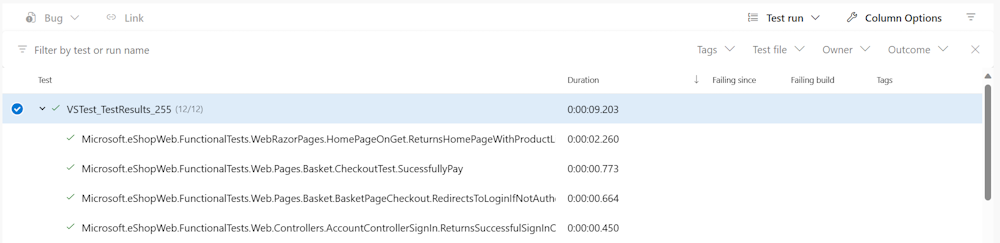 Bug Link Test run Column Options
Filter by test or run name Tags Test file Owner Outcome
Test Duration Failing since Failing build Tags
VSTest_TestResults_255 (12/12) 0:00:09.203
Microsoft.eShopWeb.FunctionalTests.WebRazorPages.HomePageOnGet.ReturnsHomePageWithProductL 0:00:02.260
Microsoft.eShopWeb.FunctionalTests.Web.Pages.Basket.CheckoutTest.SucessfullyPay 0:00:00.773
Microsoft.eShopWeb.FunctionalTests.Web.Pages.Basket.BasketPageCheckout.RedirectsToLoginIfNotAuthe 0:00:00.664
Microsoft.eShopWeb.FunctionalTests.Web.Controllers.AccountControllerSignIn.ReturnsSuccessfulSignInC 0:00:00.450